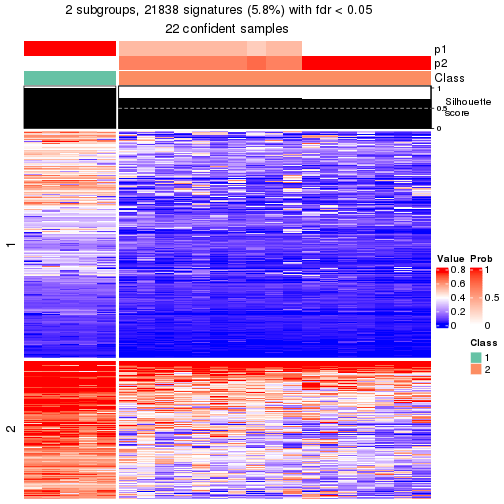 2 subgroups, 21838 signatures (5.8%) with fdr < 0.05
22 confident samples
p1
p2
Class
1
0.5
0
Silhouette
score
1
2
Value
0.8
0.6
0.4
0.2
0
Prob
1
0.5
0
Class
1
2